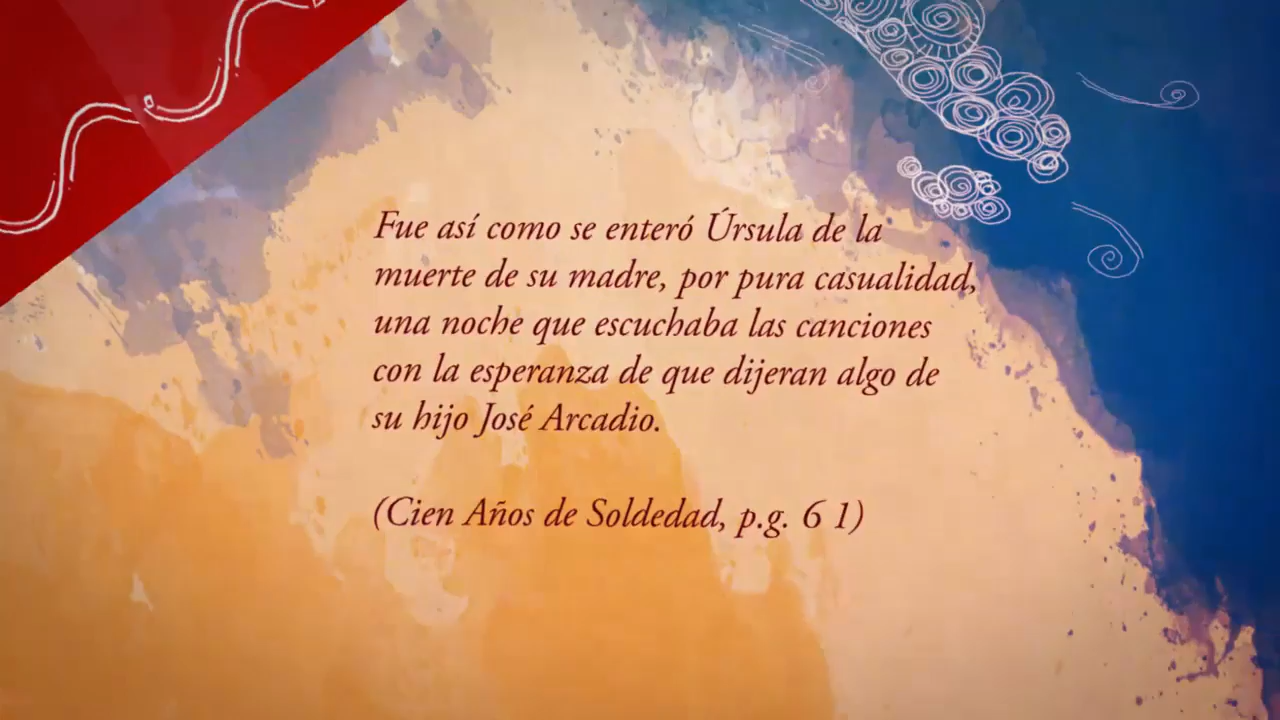 Fue así como se enteró Úrsula de la
muerte de su madre, por pura casualidad,
una noche que escuchaba las canciones
con la esperanza de que dijeran algo de
su hijo José Arcadio.
(Cien Años de Soldedad, p.g. 6 1)